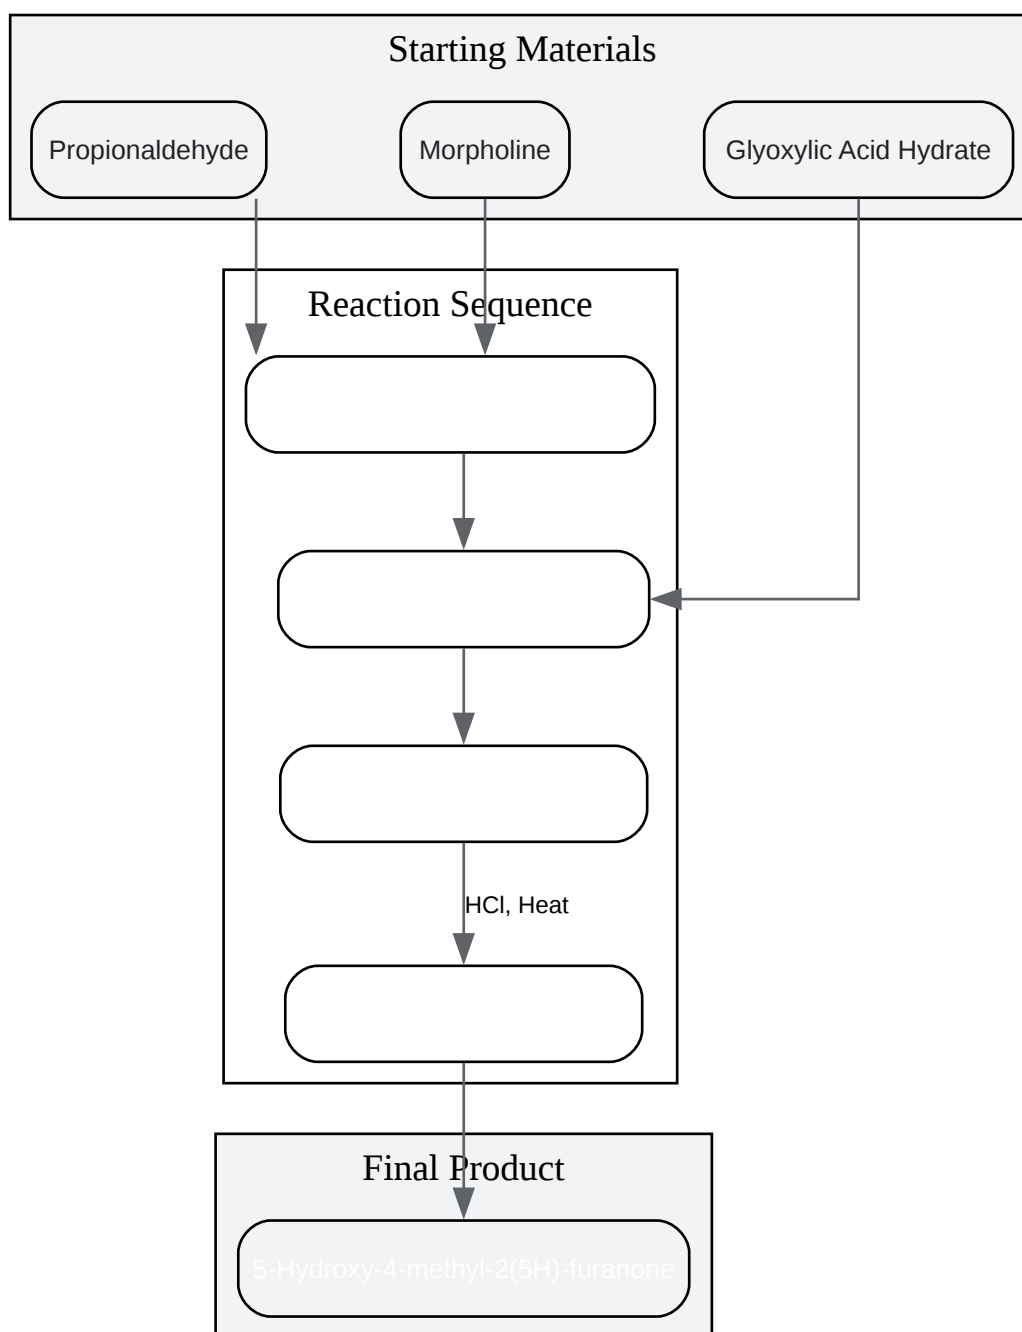 Starting Materials
Propionaldehyde
Morpholine
Glyoxylic Acid Hydrate
Reaction Sequence
HCl, Heat
Final Product
5-Hydroxy-4-methyl-2(5H)-furanone